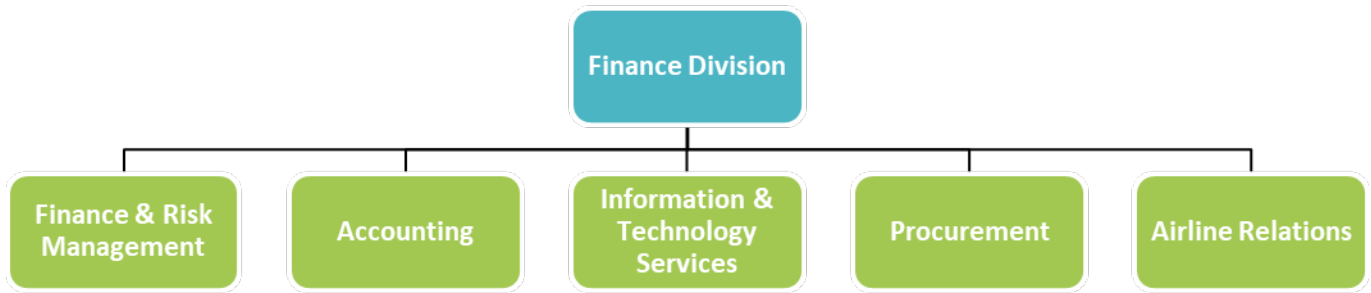 Finance Division
Finance & Risk
Management
Accounting
Information &
Technology
Services
Procurement
Airline Relations